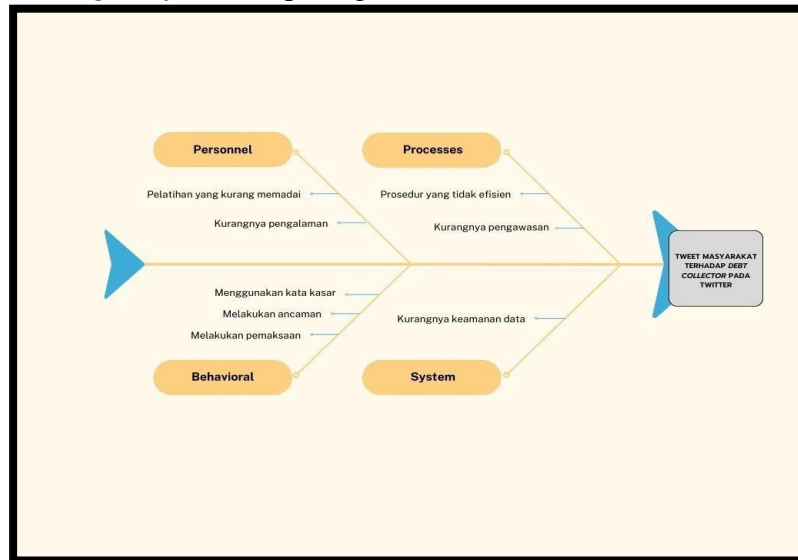 Personnel
Processes
Pelatihan yang kurang memadai
Prosedur yang tidak efisien
Kurangnya pengalaman
Kurangnya pengawasan
TWEET MASYARAKAT
TERHADAP DEBT
COLLECTOR PADA
TWITTER
Menggunakan kata kasar
Melakukan ancaman
Kurangnya keamanan data
Melakukan pemaksaan
Behavioral
System